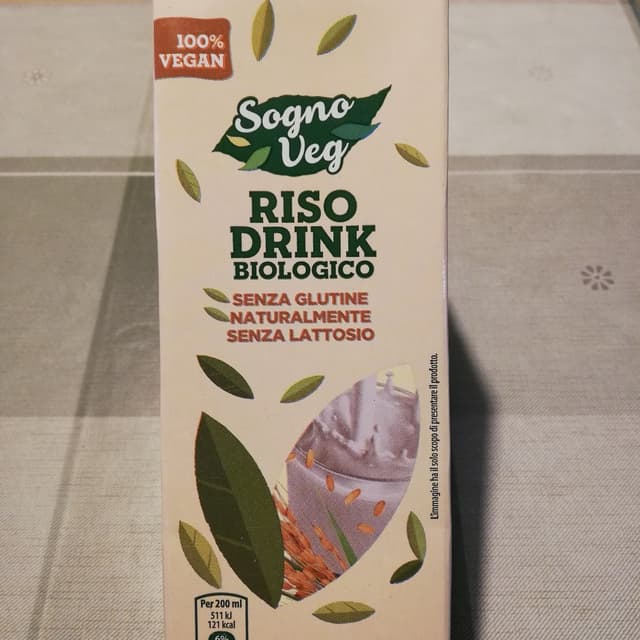 100%
VEGAN
Sogno
Veg
RISO
DRINK
BIOLOGICO
SENZA GLUTINE
NATURALMENTE
SENZA LATTOSIO
L'immagine ha il solo scopo di presentare il prodotto.
Per 200 ml
511 kJ
121 kcal
6%